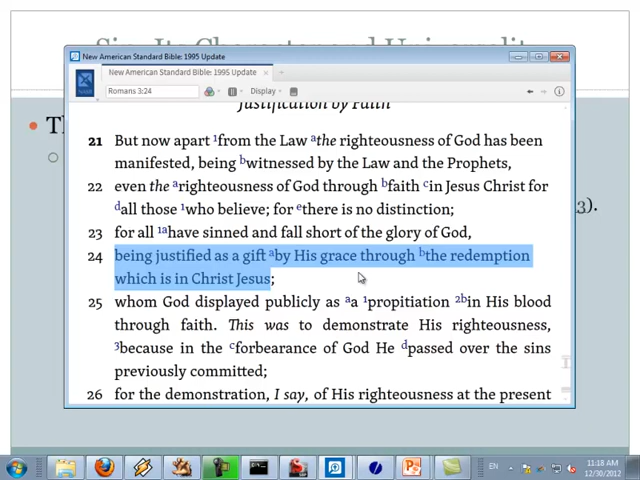 Sin: Its Character and Universality
New American Standard Bible: 1995 Update
New American Standard Bible: 1995 Update
Romans 3:24
Display
Justification by Faith
21 But now apart 1from the Law athe righteousness of God has been
manifested, being bwitnessed by the Law and the Prophets,
22 even the arighteousness of God through bfaith cin Jesus Christ for
dall those 1who believe; for ethere is no distinction;
23 for all 1ahave sinned and fall short of the glory of God,
24 being justified as a gift aby His grace through bthe redemption
which is in Christ Jesus;
25 whom God displayed publicly as aa 1propitiation 2bin His blood
through faith. This was to demonstrate His righteousness,
3because in the cforbearance of God He dpassed over the sins
previously committed;
26 for the demonstration, I say, of His righteousness at the present
3).
EN
11:18 AM
12/30/2012